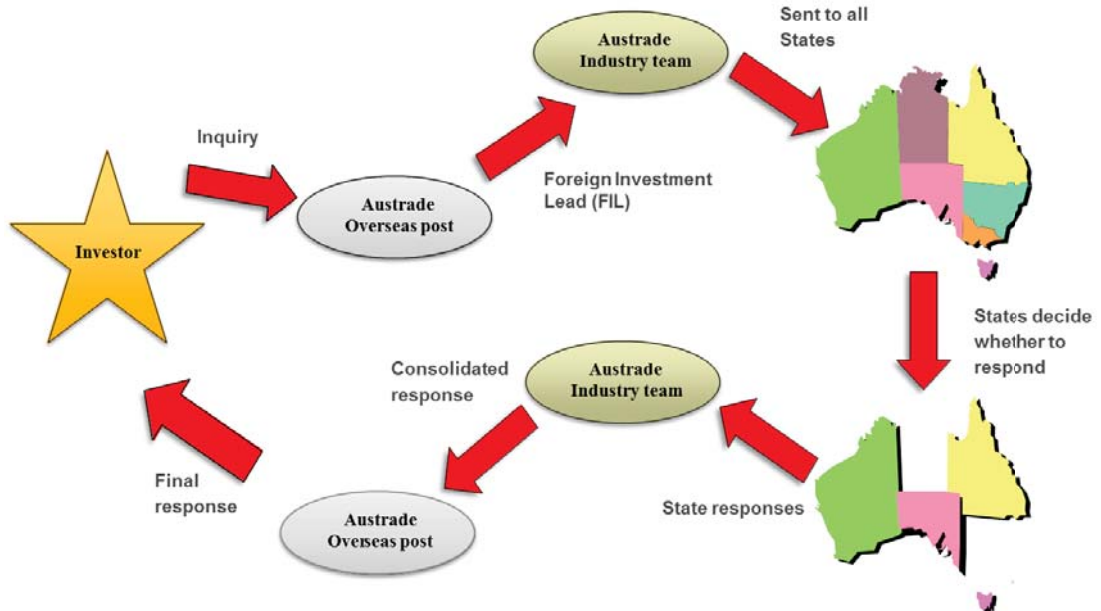 Inquiry
Investor
Austrade
Overseas post
Foreign Investment
Lead (FIL)
Austrade
Industry team
Sent to all
States
States decide
whether to
respond
State responses
Austrade
Industry team
Consolidated
response
Austrade
Overseas post
Final
response